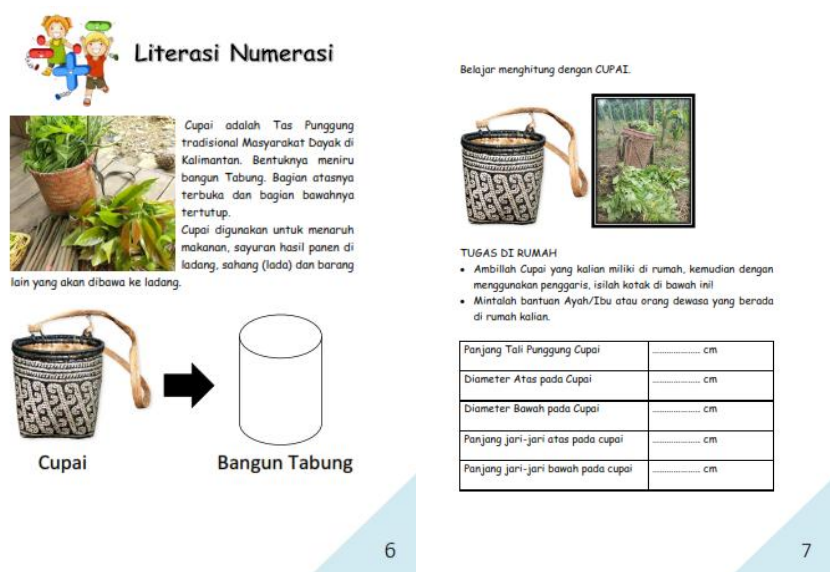 Literasi Numerasi
Cupai adalah Tas Punggung
tradisional Masyarakat Dayak di
Kalimantan. Bentuknya meniru
bangun Tabung. Bagian atasnya
terbuka dan bagian bawahnya
tertutup.
Cupai digunakan untuk menaruh
makanan, sayuran hasil panen di
ladang, sahang (lada) dan barang
lain yang akan dibawa ke ladang.
Cupai
Bangun Tabung
6
Belajar menghitung dengan CUPAI.
TUGAS DI RUMAH
• Ambillah Cupai yang kalian miliki di rumah, kemudian dengan
menggunakan penggaris, isilah kotak di bawah ini!
• Mintalah bantuan Ayah/Ibu atau orang dewasa yang berada
di rumah kalian.
Panjang Tali Punggung Cupai .................... cm
Diameter Atas pada Cupai .................... cm
Diameter Bawah pada Cupai .................... cm
Panjang jari-jari atas pada cupai .................... cm
Panjang jari-jari bawah pada cupai .................... cm
7